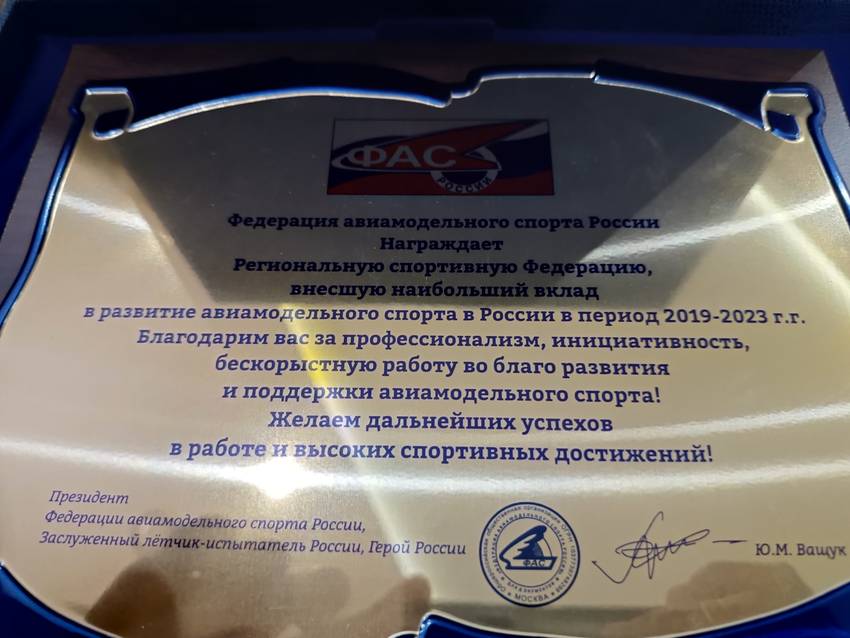 ФАС
РОССИИ
Федерация авиамодельного спорта России
Награждает
Региональную спортивную Федерацию,
внесшую наибольший вклад
в развитие авиамодельного спорта в России в период 2019-2023 г.г.
Благодарим вас за профессионализм, инициативность,
бескорыстную работу во благо развития
и поддержки авиамодельного спорта!
Желаем дальнейших успехов
в работе и высоких спортивных достижений!
Президент
Федерации авиамодельного спорта России,
Заслуженный лётчик-испытатель России, Герой России
ФАС
МОСКВА
Ю.М. Ващук